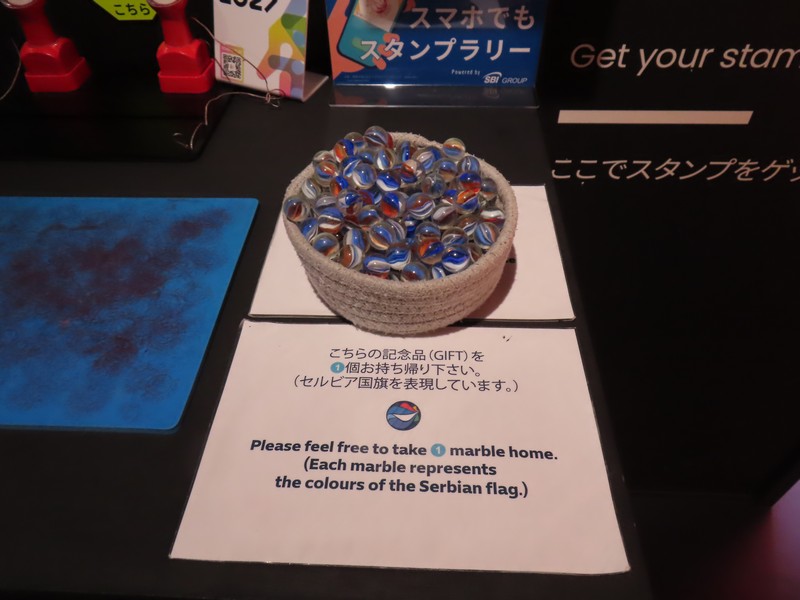 こちら
2027
スマホでも
スタンプラリー
Powered by SBI GROUP
Get your stam
ここでスタンプをゲッ
こちらの記念品(GIFT)を
1個お持ち帰り下さい。
(セルビア国旗を表現しています。)
Please feel free to take 1 marble home.
(Each marble represents
the colours of the Serbian flag.)